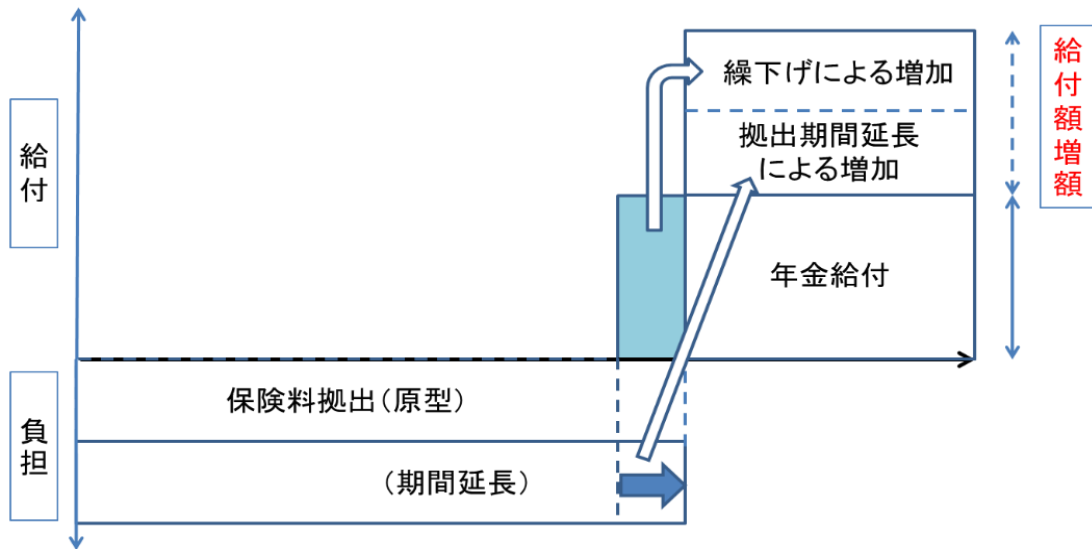 給付
負担
繰下げによる増加
拠出期間延長
による増加
年金給付
給付額増額
保険料拠出（原型）
（期間延長）